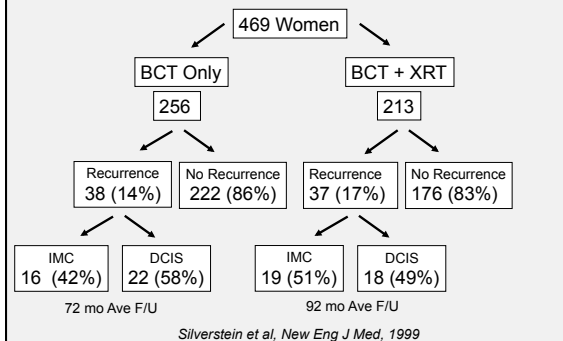 469 Women
BCT Only
BCT + XRT
256
213
Recurrence
38 (14%)
No Recurrence
222 (86%)
Recurrence
37 (17%)
No Recurrence
176 (83%)
IMC
16 (42%)
DCIS
22 (58%)
IMC
19 (51%)
DCIS
18 (49%)
72 mo Ave F/U
92 mo Ave F/U
Silverstein et al, New Eng J Med, 1999